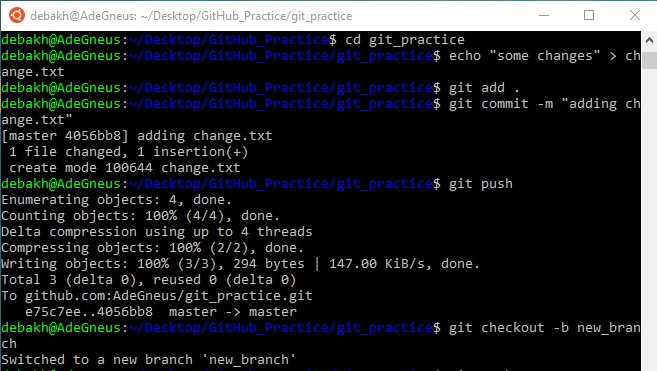 debakh@AdeGneus: ~/Desktop/GitHub_Practice/git_practice
debakh@AdeGneus:~/Desktop/GitHub_Practice$ cd git_practice
debakh@AdeGneus:~/Desktop/GitHub_Practice/git_practice$ echo "some changes" > ch
ange.txt
debakh@AdeGneus:~/Desktop/GitHub_Practice/git_practice$ git add .
debakh@AdeGneus:~/Desktop/GitHub_Practice/git_practice$ git commit -m "adding ch
ange.txt"
[master 4056bb8] adding change.txt
 1 file changed, 1 insertion(+)
 create mode 100644 change.txt
debakh@AdeGneus:~/Desktop/GitHub_Practice/git_practice$ git push
Enumerating objects: 4, done.
Counting objects: 100% (4/4), done.
Delta compression using up to 4 threads
Compressing objects: 100% (2/2), done.
Writing objects: 100% (3/3), 294 bytes | 147.00 KiB/s, done.
Total 3 (delta 0), reused 0 (delta 0)
To github.com:AdeGneus/git_practice.git
   e75c7ee..4056bb8  master -> master
debakh@AdeGneus:~/Desktop/GitHub_Practice/git_practice$ git checkout -b new_bran
ch
Switched to a new branch 'new_branch'